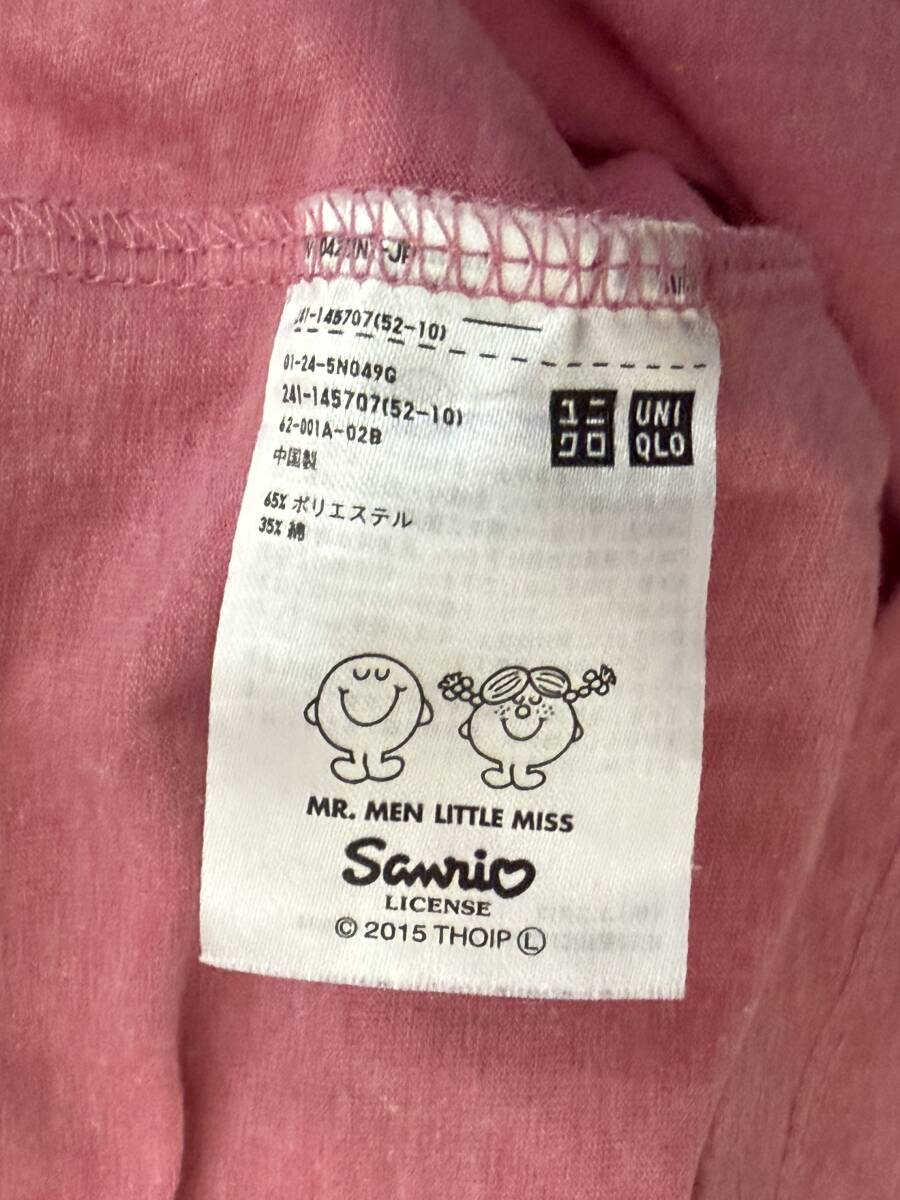 145707(52-10)
01-24-5N049G
241-145707(52-10)
62-001A-02B
中国製
ユニ
クロ
UNI
QLO
65% ポリエステル
35% 綿
MR. MEN LITTLE MISS
Sanrio
LICENSE
© 2015 THOIP Ⓛ